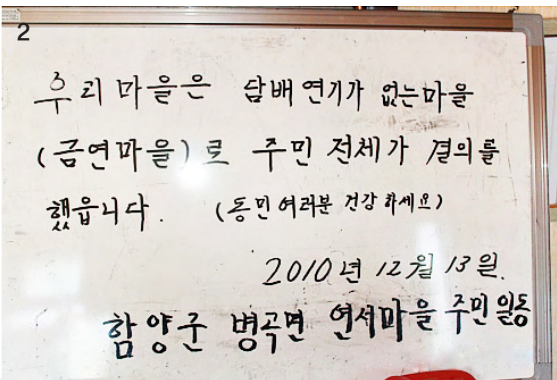 2
우리 마을은 담배 연기가 없는마을
(금연마을)로 주민 전체가 결의를
했읍니다. (동민 여러분 건강 하세요)
2010년 12월 13일.
함양군 병곡면 연서마을 주민 일동